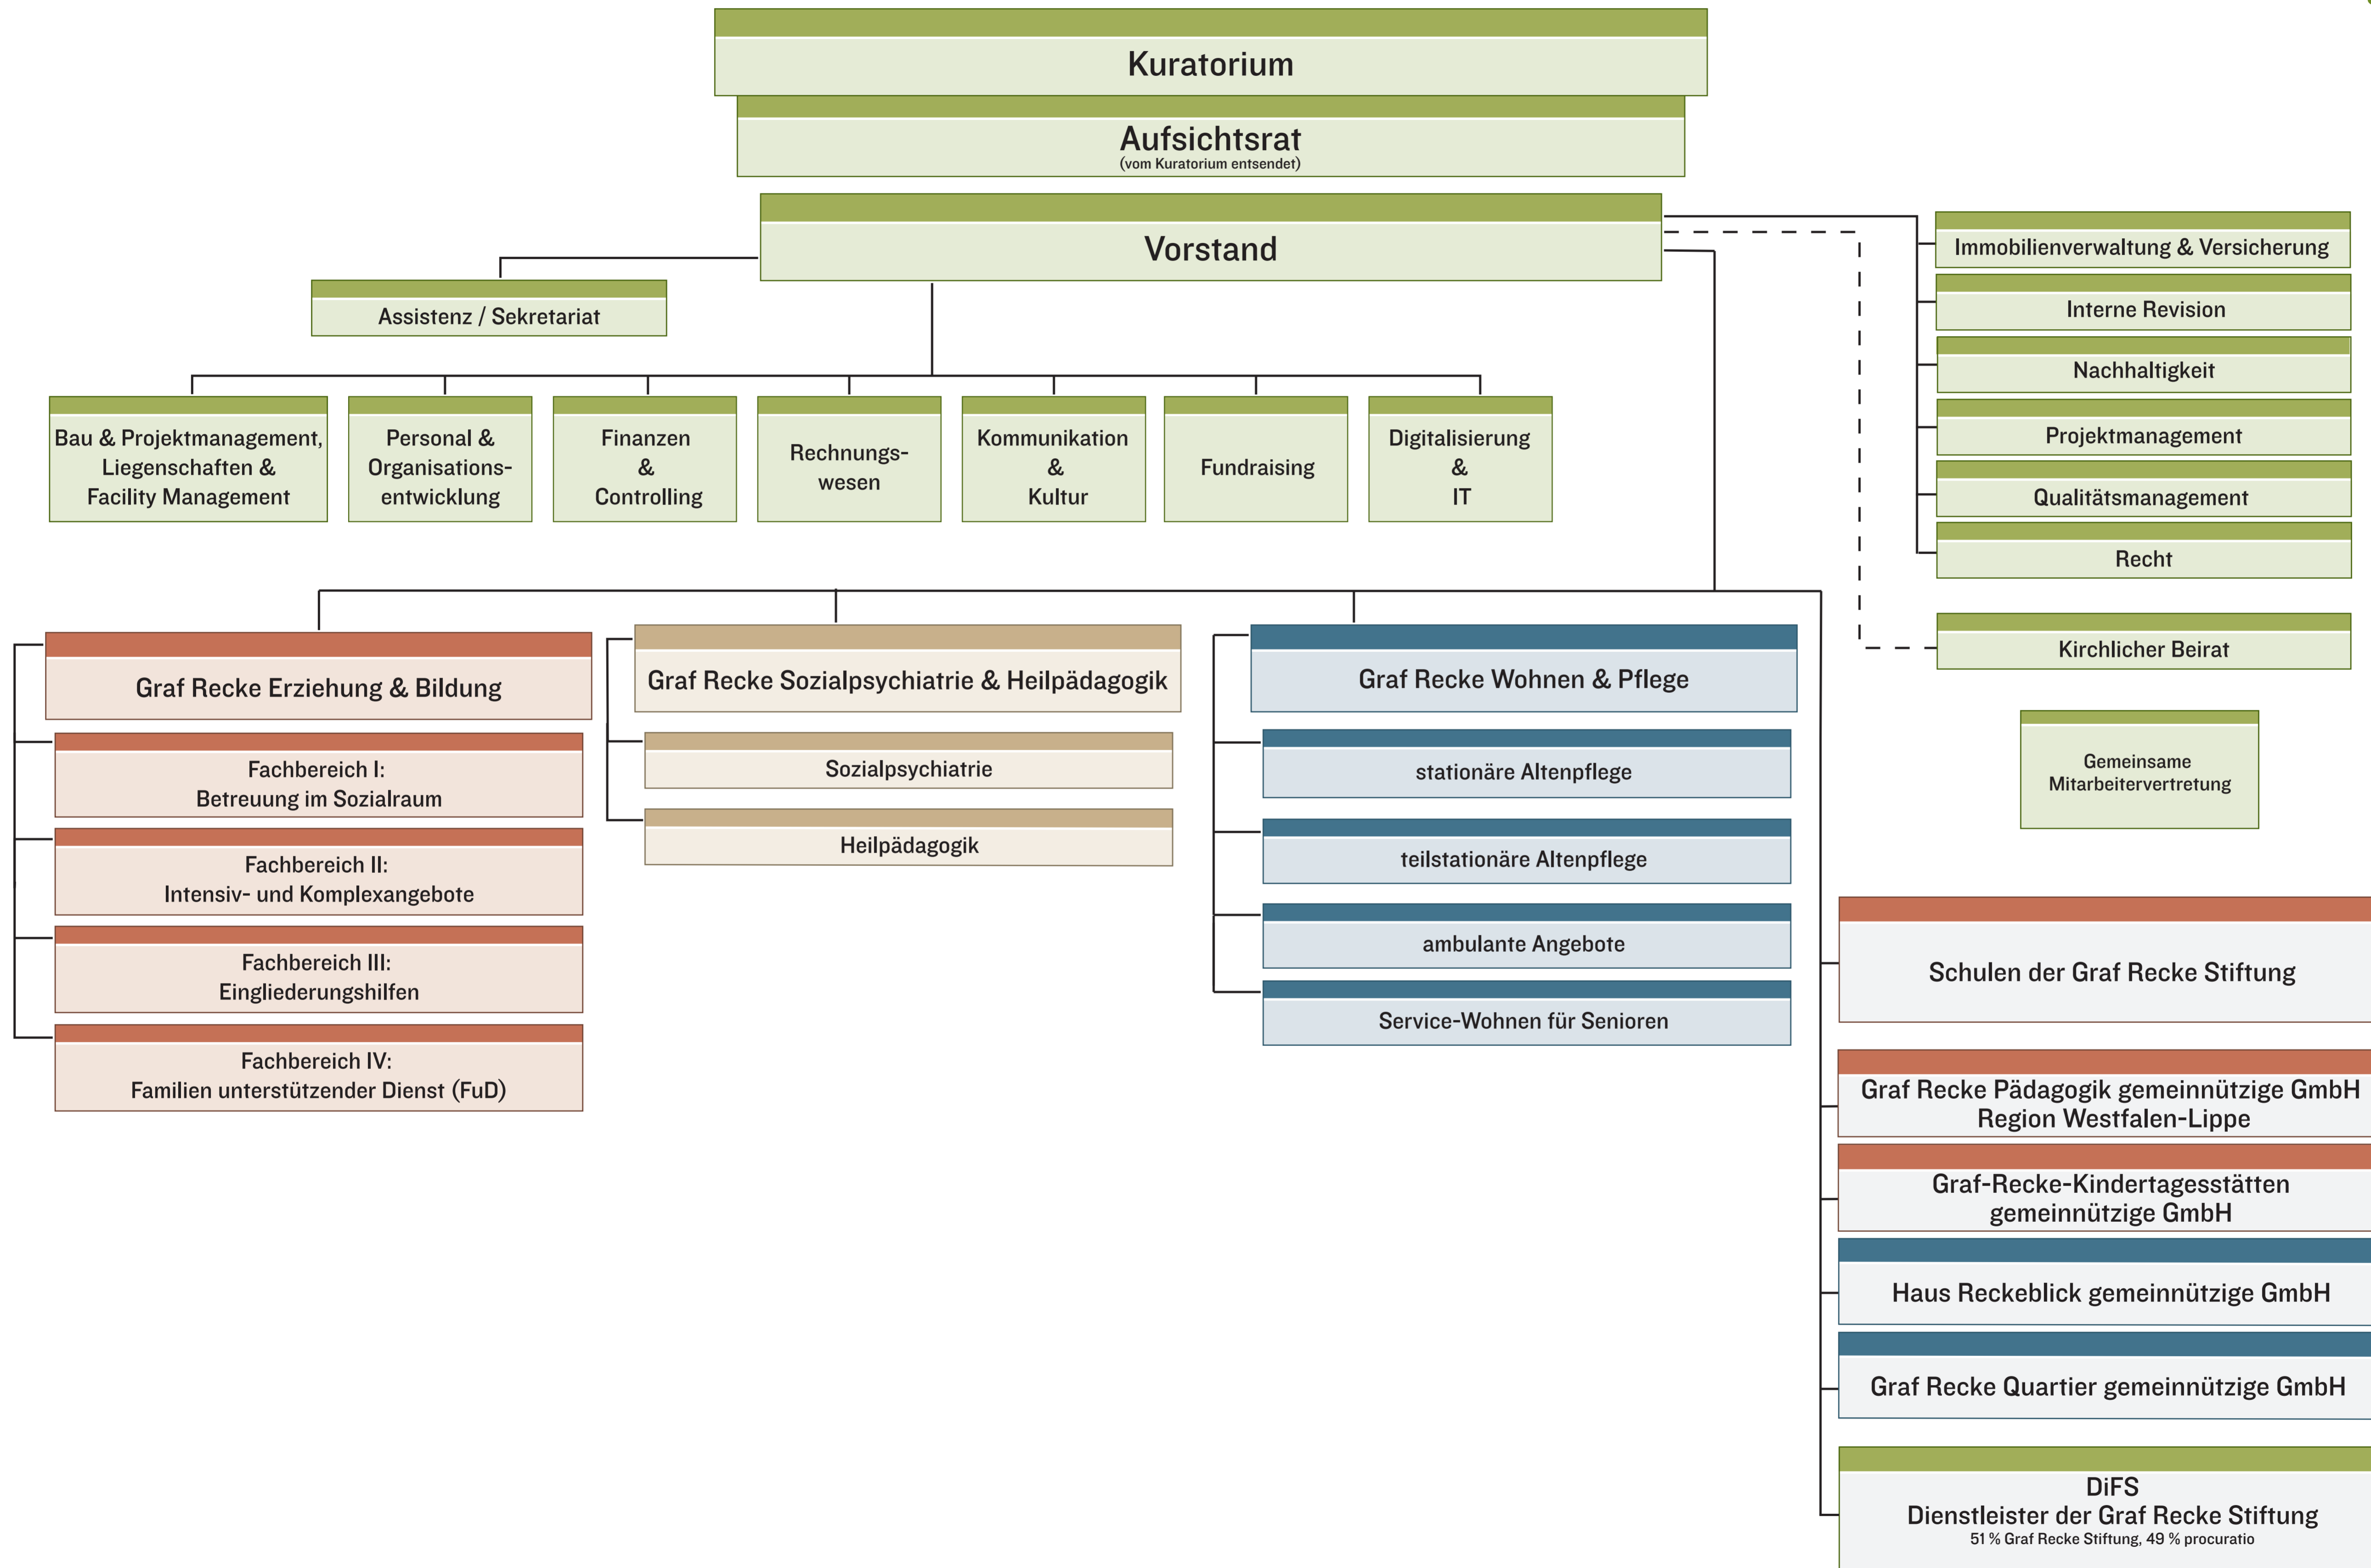 Kuratorium
Aufsichtsrat
(vom Kuratorium entsendet)
Vorstand
Assistenz / Sekretariat
Immobilienverwaltung & Versicherung
Interne Revision
Nachhaltigkeit
Projektmanagement
Qualitätsmanagement
Recht
Kirchlicher Beirat
Gemeinsame
Mitarbeitervertretung
Bau & Projektmanagement,
Liegenschaften &
Facility Management
Personal &
Organisations-
entwicklung
Finanzen
&
Controlling
Rechnungs-
wesen
Kommunikation
&
Kultur
Fundraising
Digitalisierung
&
IT
Graf Recke Erziehung & Bildung
Fachbereich I:
Betreuung im Sozialraum
Fachbereich II:
Intensiv- und Komplexangebote
Fachbereich III:
Eingliederungshilfen
Fachbereich IV:
Familien unterstützender Dienst (FuD)
Graf Recke Sozialpsychiatrie & Heilpädagogik
Sozialpsychiatrie
Heilpädagogik
Graf Recke Wohnen & Pflege
stationäre Altenpflege
teilstationäre Altenpflege
ambulante Angebote
Service-Wohnen für Senioren
Schulen der Graf Recke Stiftung
Graf Recke Pädagogik gemeinnützige GmbH
Region Westfalen-Lippe
Graf-Recke-Kindertagesstätten
gemeinnützige GmbH
Haus Reckeblick gemeinnützige GmbH
Graf Recke Quartier gemeinnützige GmbH
DiFS
Dienstleister der Graf Recke Stiftung
51 % Graf Recke Stiftung, 49 % procuratio